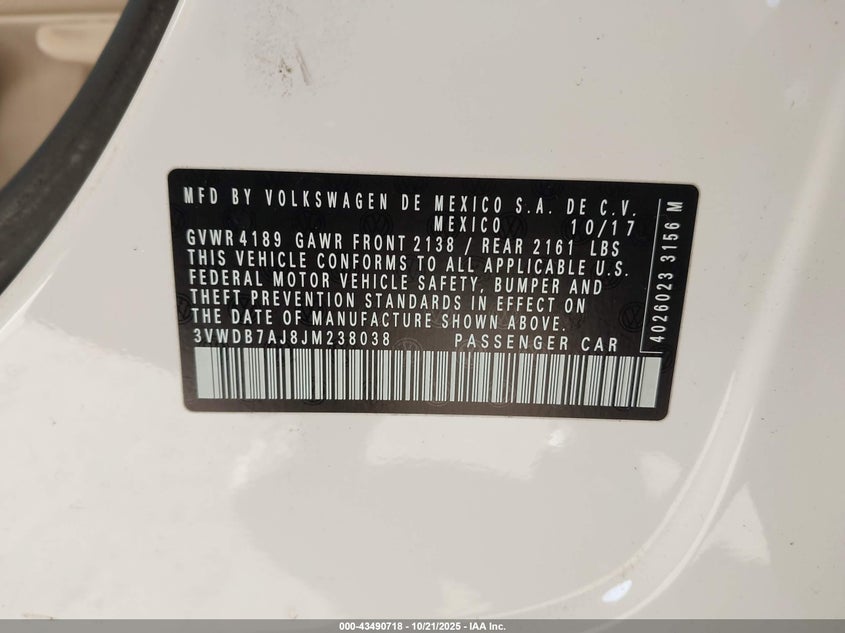 MFD BY VOLKSWAGEN DE MEXICO S.A. DE C.V.
MEXICO 10/17
GVWR 4189 GAWR FRONT 2138 / REAR 2161 LBS
THIS VEHICLE CONFORMS TO ALL APPLICABLE U.S.
FEDERAL MOTOR VEHICLE SAFETY, BUMPER AND
THEFT PREVENTION STANDARDS IN EFFECT ON
THE DATE OF MANUFACTURE SHOWN ABOVE.
3VWDB7AJ8JM238038 PASSENGER CAR
4026023 3156 M
000-43490718 - 10/21/2025 - IAA Inc.